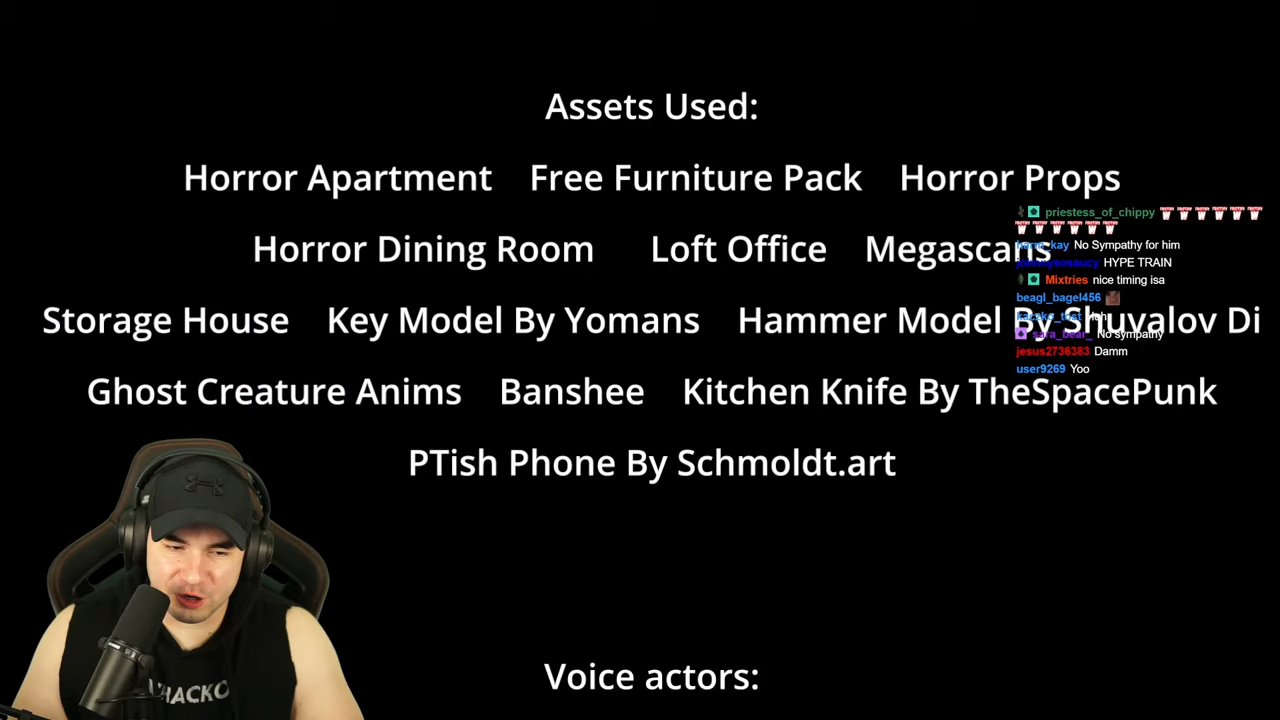 Assets Used:
Horror Apartment Free Furniture Pack Horror Props
Horror Dining Room Loft Office Megascans
Storage House Key Model By Yomans Hammer Model By Shuvalov Di
Ghost Creature Anims Banshee Kitchen Knife By TheSpacePunk
PTish Phone By Schmoldt.art
Voice actors:
priestess_of_chippy
No Sympathy for him
HYPE TRAIN
Mixtries nice timing isa
beagl_bagel456
sara_bear_ No sympathy
jesus2736383 Damm
user9269 Yoo